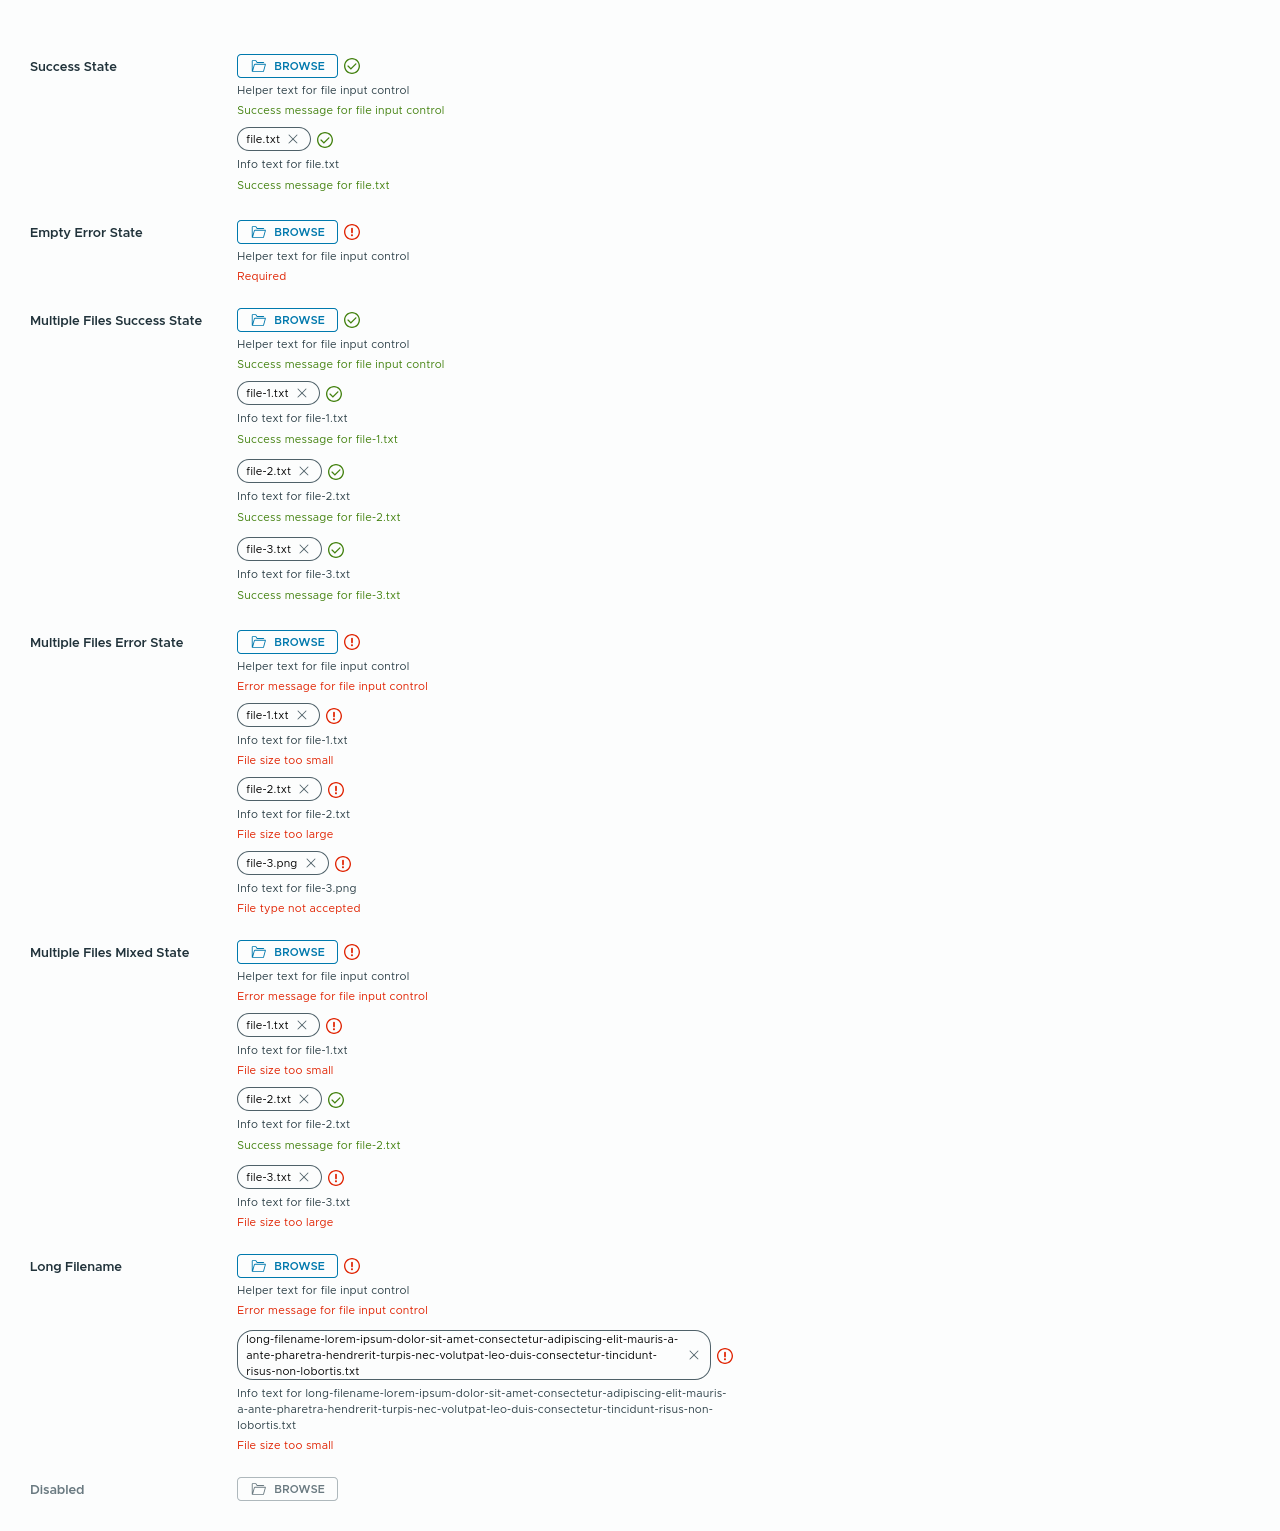 Success State
BROWSE
Helper text for file input control
Success message for file input control
file.txt
Info text for file.txt
Success message for file.txt
Empty Error State
BROWSE
Helper text for file input control
Required
Multiple Files Success State
BROWSE
Helper text for file input control
Success message for file input control
file-1.txt
Info text for file-1.txt
Success message for file-1.txt
file-2.txt
Info text for file-2.txt
Success message for file-2.txt
file-3.txt
Info text for file-3.txt
Success message for file-3.txt
Multiple Files Error State
BROWSE
Helper text for file input control
Error message for file input control
file-1.txt
Info text for file-1.txt
File size too small
file-2.txt
Info text for file-2.txt
File size too large
file-3.png
Info text for file-3.png
File type not accepted
Multiple Files Mixed State
BROWSE
Helper text for file input control
Error message for file input control
file-1.txt
Info text for file-1.txt
File size too small
file-2.txt
Info text for file-2.txt
Success message for file-2.txt
file-3.txt
Info text for file-3.txt
File size too large
Long Filename
BROWSE
Helper text for file input control
Error message for file input control
long-filename-lorem-ipsum-dolor-sit-amet-consectetur-adipiscing-elit-mauris-a-
ante-pharetra-hendrerit-turpis-nec-volutpat-leo-duis-consectetur-tincidunt-
risus-non-lobortis.txt
Info text for long-filename-lorem-ipsum-dolor-sit-amet-consectetur-adipiscing-elit-mauris-
a-ante-pharetra-hendrerit-turpis-nec-volutpat-leo-duis-consectetur-tincidunt-risus-non-
lobortis.txt
File size too small
Disabled
BROWSE